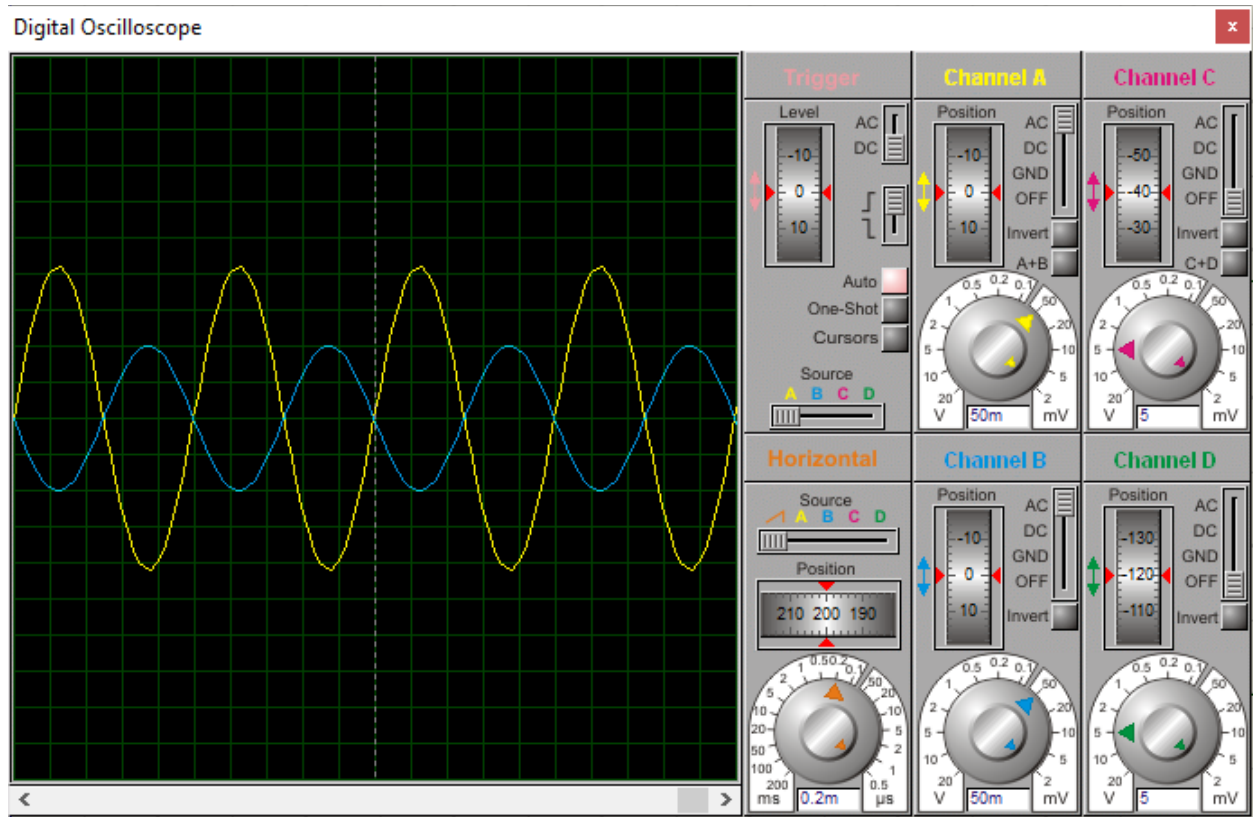 Digital Oscilloscope
x
Trigger
Level
AC
DC
-10
0
10
Auto
One-Shot
Cursors
Source
A B C D
Channel A
Position
AC
DC
GND
OFF
-10
0
10
Invert
A+B
0.5 0.2 0.1
1
2
5
10
20
V
50
20
10
5
2
mV
50m
Channel C
Position
AC
DC
GND
OFF
-50
-40
-30
Invert
C+D
0.5 0.2 0.1
1
2
5
10
20
V
50
20
10
5
2
mV
5
Horizontal
Source
A B C D
Position
210 200 190
1 0.5 0.2 0.1
2
5
10
20
50
100
200
ms
50
20
10
5
2
1
0.5
µs
0.2m
Channel B
Position
AC
DC
GND
OFF
-10
0
10
Invert
0.5 0.2 0.1
1
2
5
10
20
V
50
20
10
5
2
mV
50m
Channel D
Position
AC
DC
GND
OFF
-130
-120
-110
Invert
0.5 0.2 0.1
1
2
5
10
20
V
50
20
10
5
2
mV
5